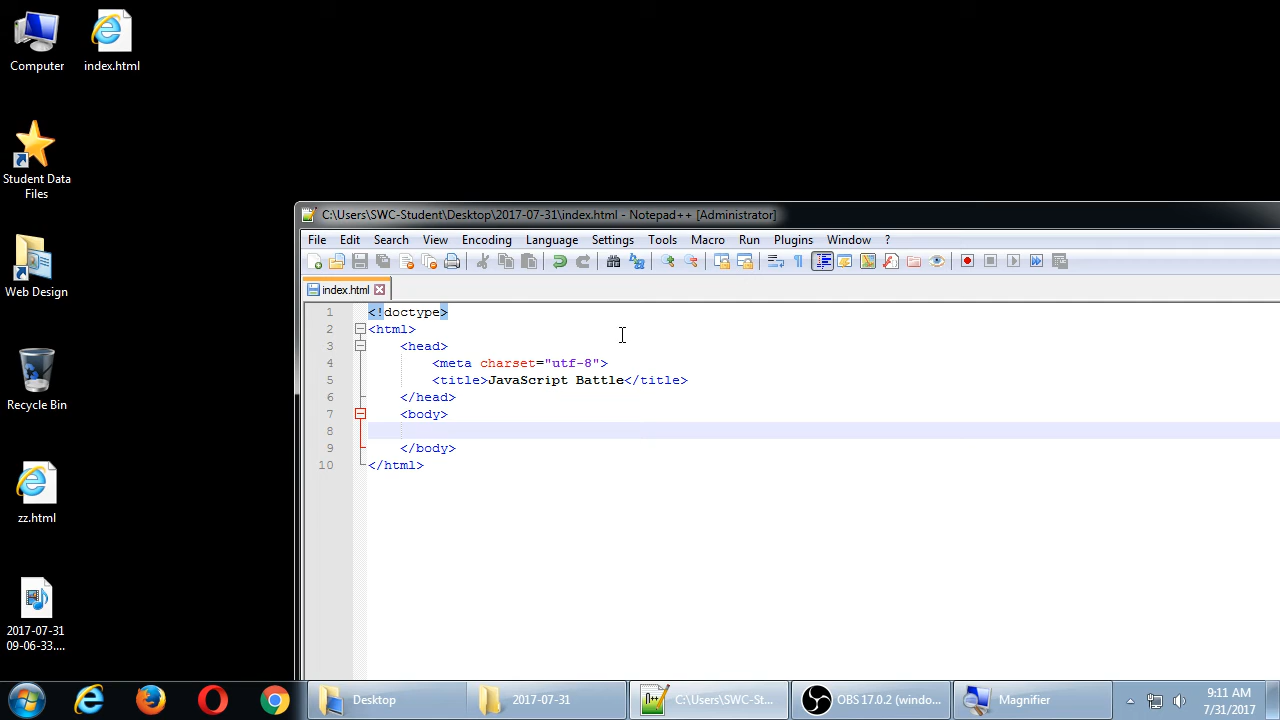 Computer
index.html
Student Data
Files
Web Design
Recycle Bin
zz.html
2017-07-31
09-06-33....
C:\Users\SWC-Student\Desktop\2017-07-31\index.html - Notepad++ [Administrator]
File Edit Search View Encoding Language Settings Tools Macro Run Plugins Window ?
index.html
1 <!doctype>
2 <html>
3 <head>
4 <meta charset="utf-8">
5 <title>JavaScript Battle</title>
6 </head>
7 <body>
8
9 </body>
10 </html>
Desktop
2017-07-31
C:\Users\SWC-St...
OBS 17.0.2 (windo...
Magnifier
9:11 AM
7/31/2017